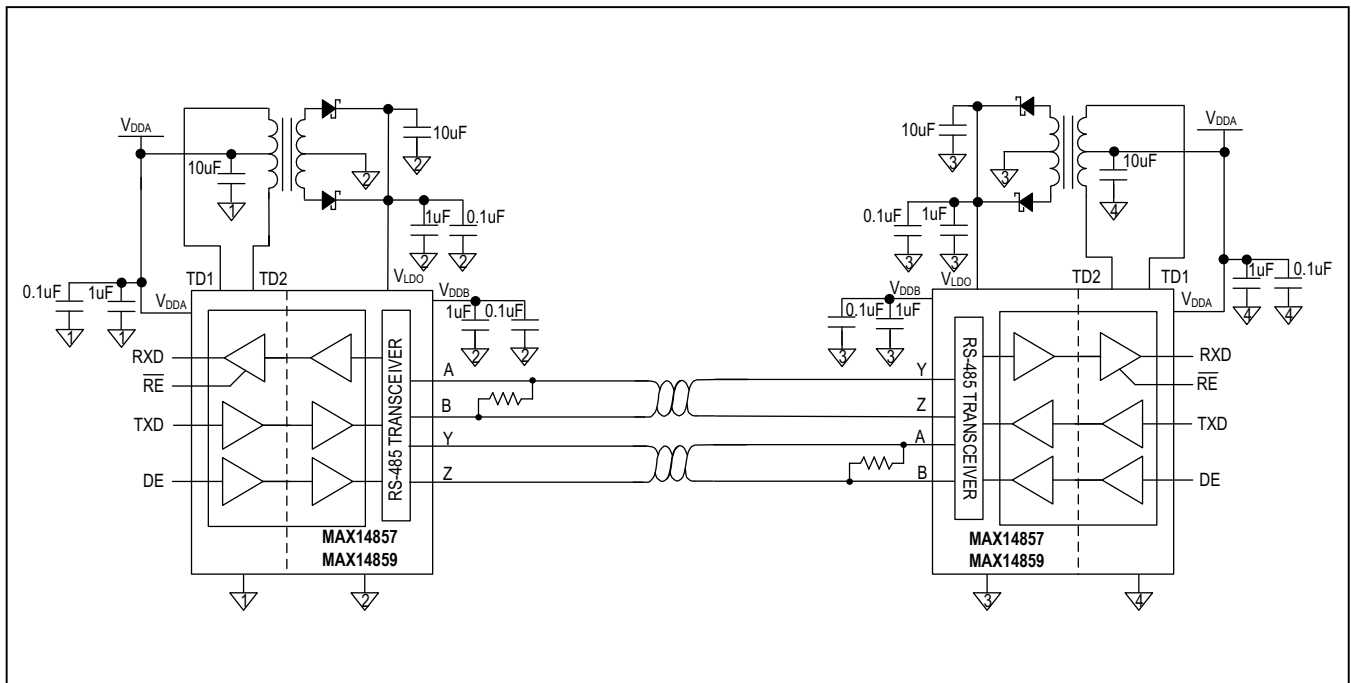 VDDA
10uF
1
2
10uF
2
1uF
0.1uF
2
2
TD1
TD2
VLDO
0.1uF
1uF
1
1
VDDA
VDDB
1uF
0.1uF
2
2
RXD
RE
TXD
DE
RS-485 TRANSCEIVER
A
B
Y
Z
MAX14857
MAX14859
1
2
10uF
3
3
VDDA
10uF
4
0.1uF
1uF
3
3
VLDO
TD2
TD1
1uF
0.1uF
4
4
VDDB
VDDA
0.1uF
1uF
3
3
Y
Z
A
B
RS-485 TRANSCEIVER
RXD
RE
TXD
DE
MAX14857
MAX14859
3
4